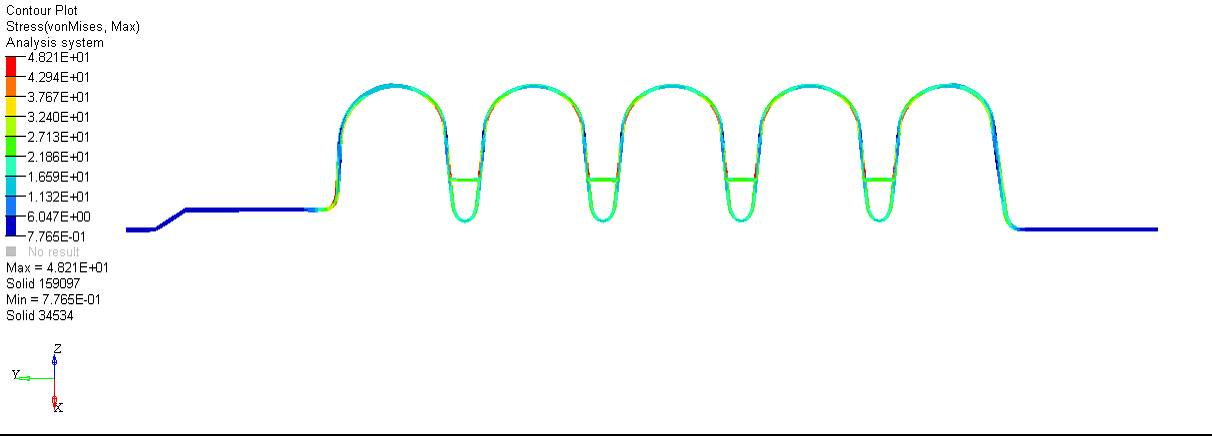 Contour Plot
Stress(vonMises, Max)
Analysis system
4.821E+01
4.294E+01
3.767E+01
3.240E+01
2.713E+01
2.186E+01
1.659E+01
1.132E+01
6.047E+00
7.765E-01
No result
Max = 4.821E+01
Solid 159097
Min = 7.765E-01
Solid 34534
Z
Y
X